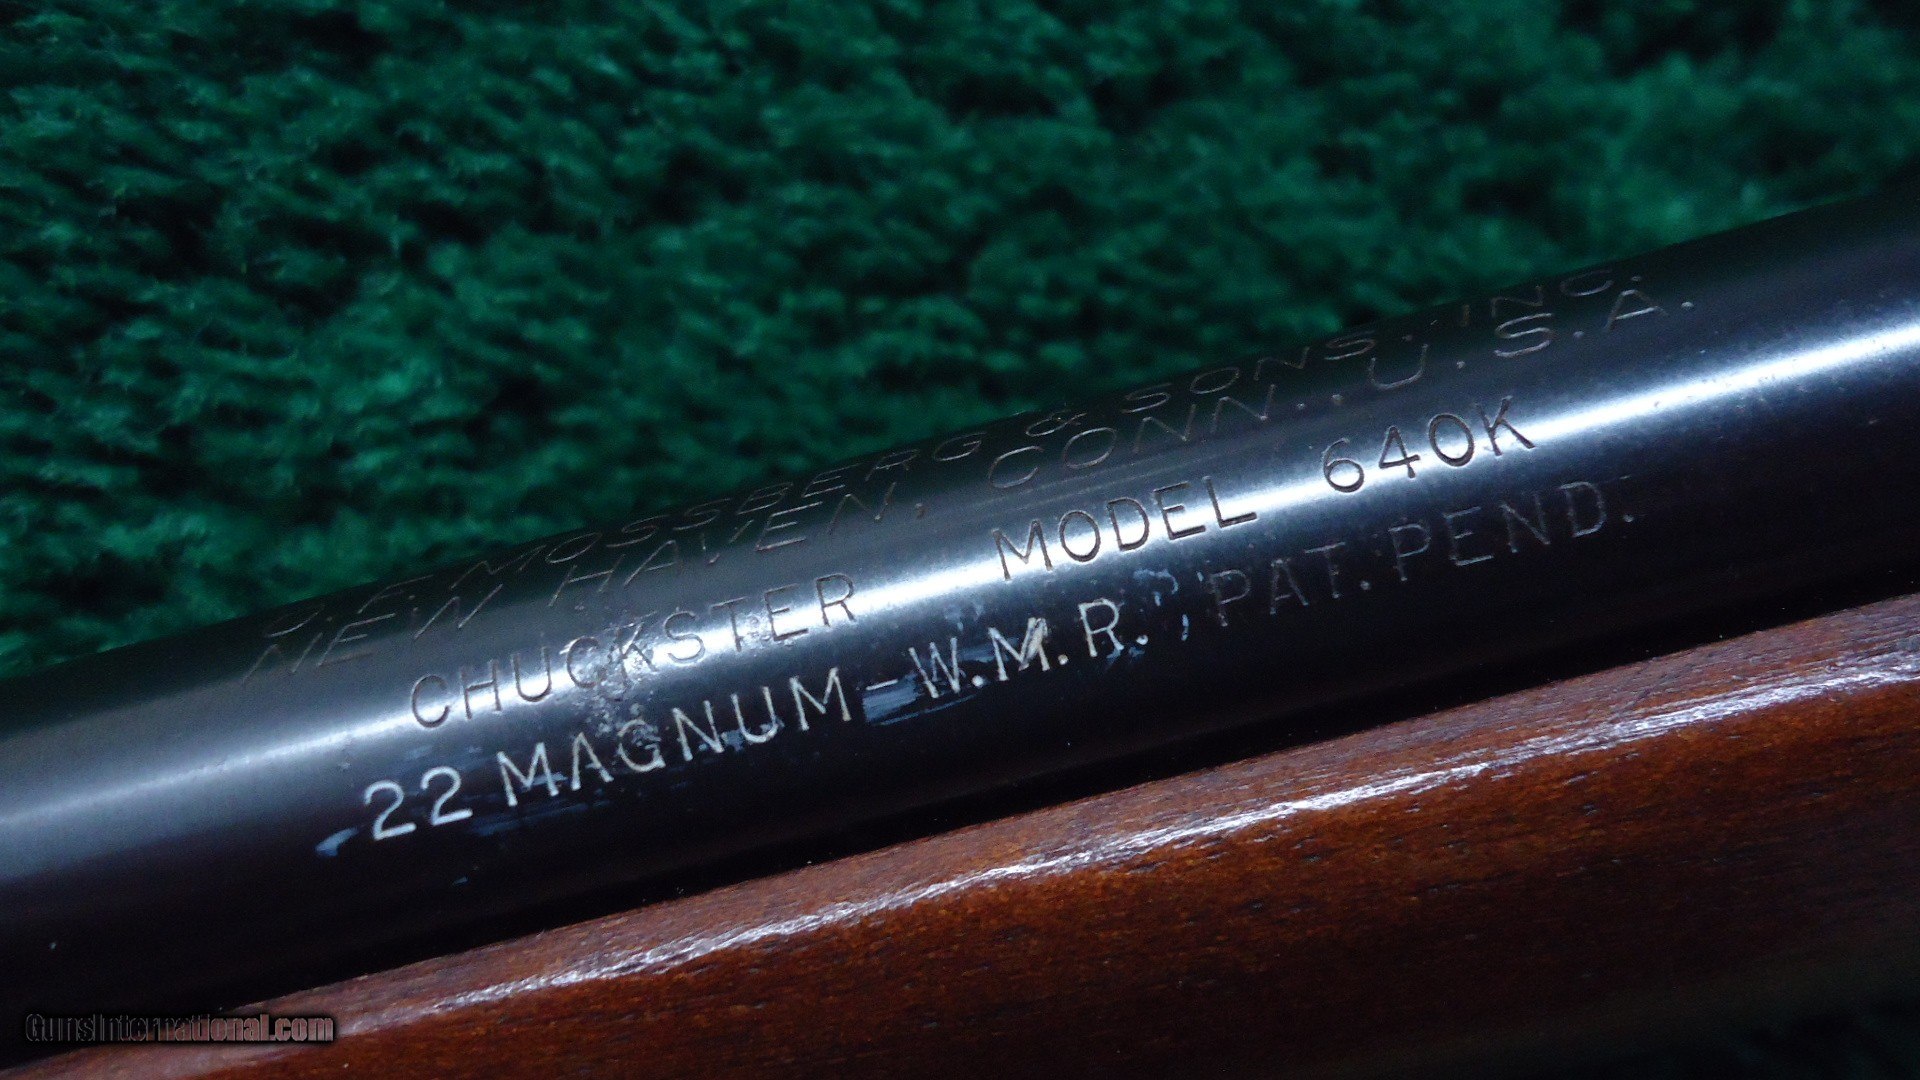 O.F. MOSSBERG & SONS, INC.
NEW HAVEN, CONN., U.S.A.
CHUCKSTER MODEL 640K
22 MAGNUM-W.M.R. PAT. PEND.
GunsInternational.com